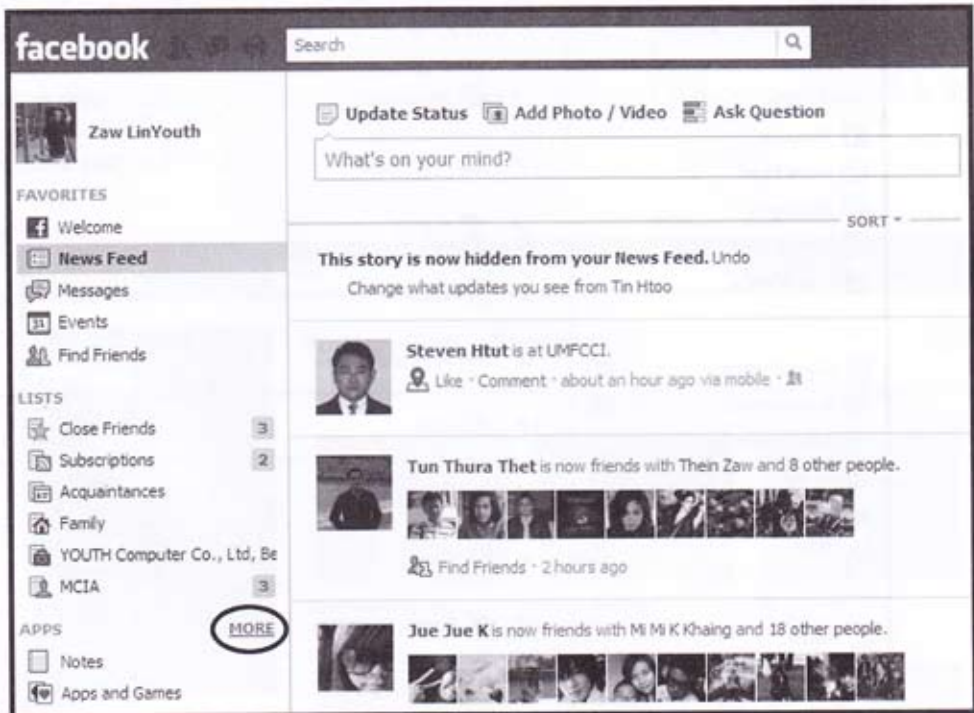 facebook
Search
Zaw LinYouth
FAVORITES
Welcome
News Feed
Messages
31 Events
Find Friends
LISTS
Close Friends 3
Subscriptions 2
Acquaintances
Family
YOUTH Computer Co., Ltd, Be
MCIA 3
APPS MORE
Notes
Apps and Games
Update Status Add Photo / Video Ask Question
What's on your mind?
SORT
This story is now hidden from your News Feed. Undo
Change what updates you see from Tin Htoo
Steven Htut is at UMFCCI.
Like · Comment · about an hour ago via mobile ·
Tun Thura Thet is now friends with Thein Zaw and 8 other people.
Find Friends · 2 hours ago
Jue Jue K is now friends with Mi Mi K Khaing and 18 other people.